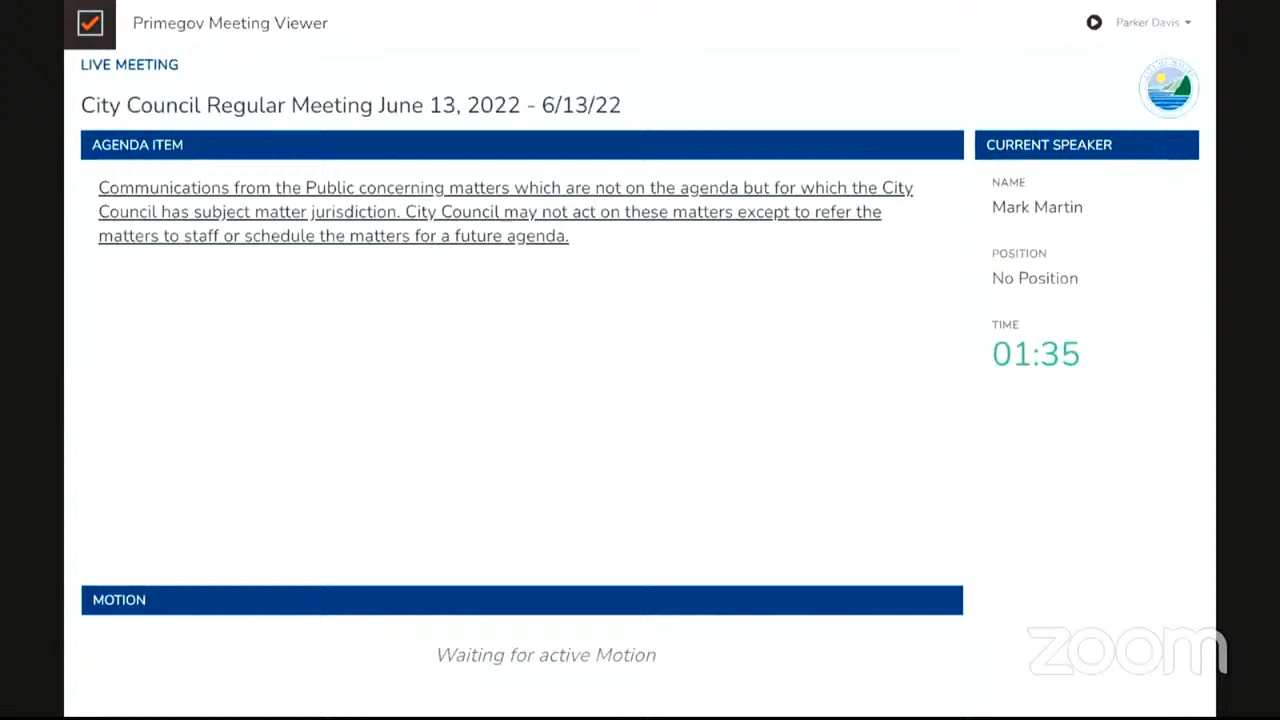 Primegov Meeting Viewer
Parker Davis
LIVE MEETING
City Council Regular Meeting June 13, 2022 - 6/13/22
AGENDA ITEM
CURRENT SPEAKER
Communications from the Public concerning matters which are not on the agenda but for which the City
Council has subject matter jurisdiction. City Council may not act on these matters except to refer the
matters to staff or schedule the matters for a future agenda.
NAME
Mark Martin
POSITION
No Position
TIME
01:35
MOTION
Waiting for active Motion
zoom